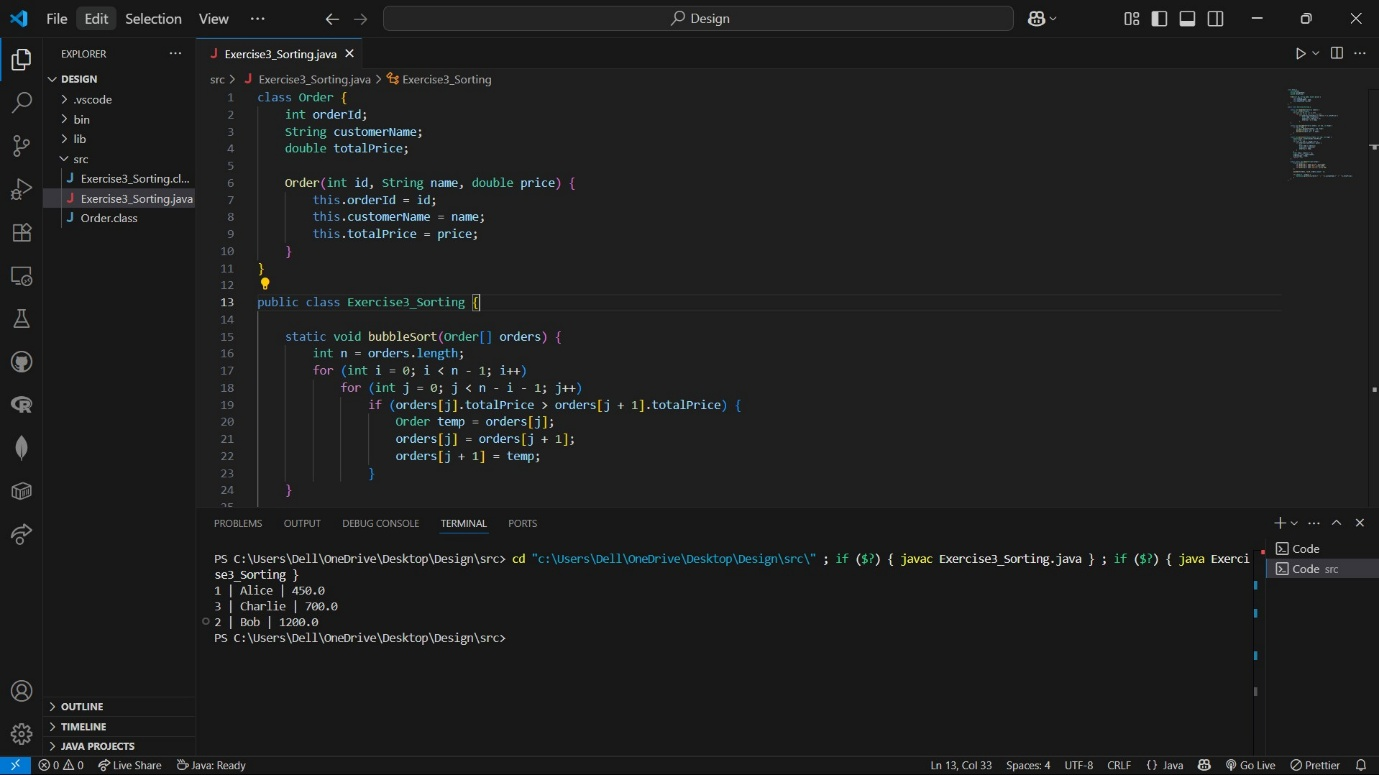 File Edit Selection View ··· Design
EXPLORER ···
DESIGN
.vscode
bin
lib
src
Exercise3_Sorting.cl...
Exercise3_Sorting.java
Order.class
OUTLINE
TIMELINE
JAVA PROJECTS
J Exercise3_Sorting.java
src > J Exercise3_Sorting.java > Exercise3_Sorting
1 class Order {
2 int orderId;
3 String customerName;
4 double totalPrice;
5
6 Order(int id, String name, double price) {
7 this.orderId = id;
8 this.customerName = name;
9 this.totalPrice = price;
10 }
11 }
12
13 public class Exercise3_Sorting {
14
15 static void bubbleSort(Order[] orders) {
16 int n = orders.length;
17 for (int i = 0; i < n - 1; i++)
18 for (int j = 0; j < n - i - 1; j++)
19 if (orders[j].totalPrice > orders[j + 1].totalPrice) {
20 Order temp = orders[j];
21 orders[j] = orders[j + 1];
22 orders[j + 1] = temp;
23 }
24 }
25
PROBLEMS OUTPUT DEBUG CONSOLE TERMINAL PORTS
PS C:\Users\Dell\OneDrive\Desktop\Design\src> cd "c:\Users\Dell\OneDrive\Desktop\Design\src\" ; if ($?) { javac Exercise3_Sorting.java } ; if ($?) { java Exerci
se3_Sorting }
1 | Alice | 450.0
3 | Charlie | 700.0
2 | Bob | 1200.0
PS C:\Users\Dell\OneDrive\Desktop\Design\src>
Code
Code src
0 0 Live Share Java: Ready Ln 13, Col 33 Spaces: 4 UTF-8 CRLF {} Java Go Live Prettier